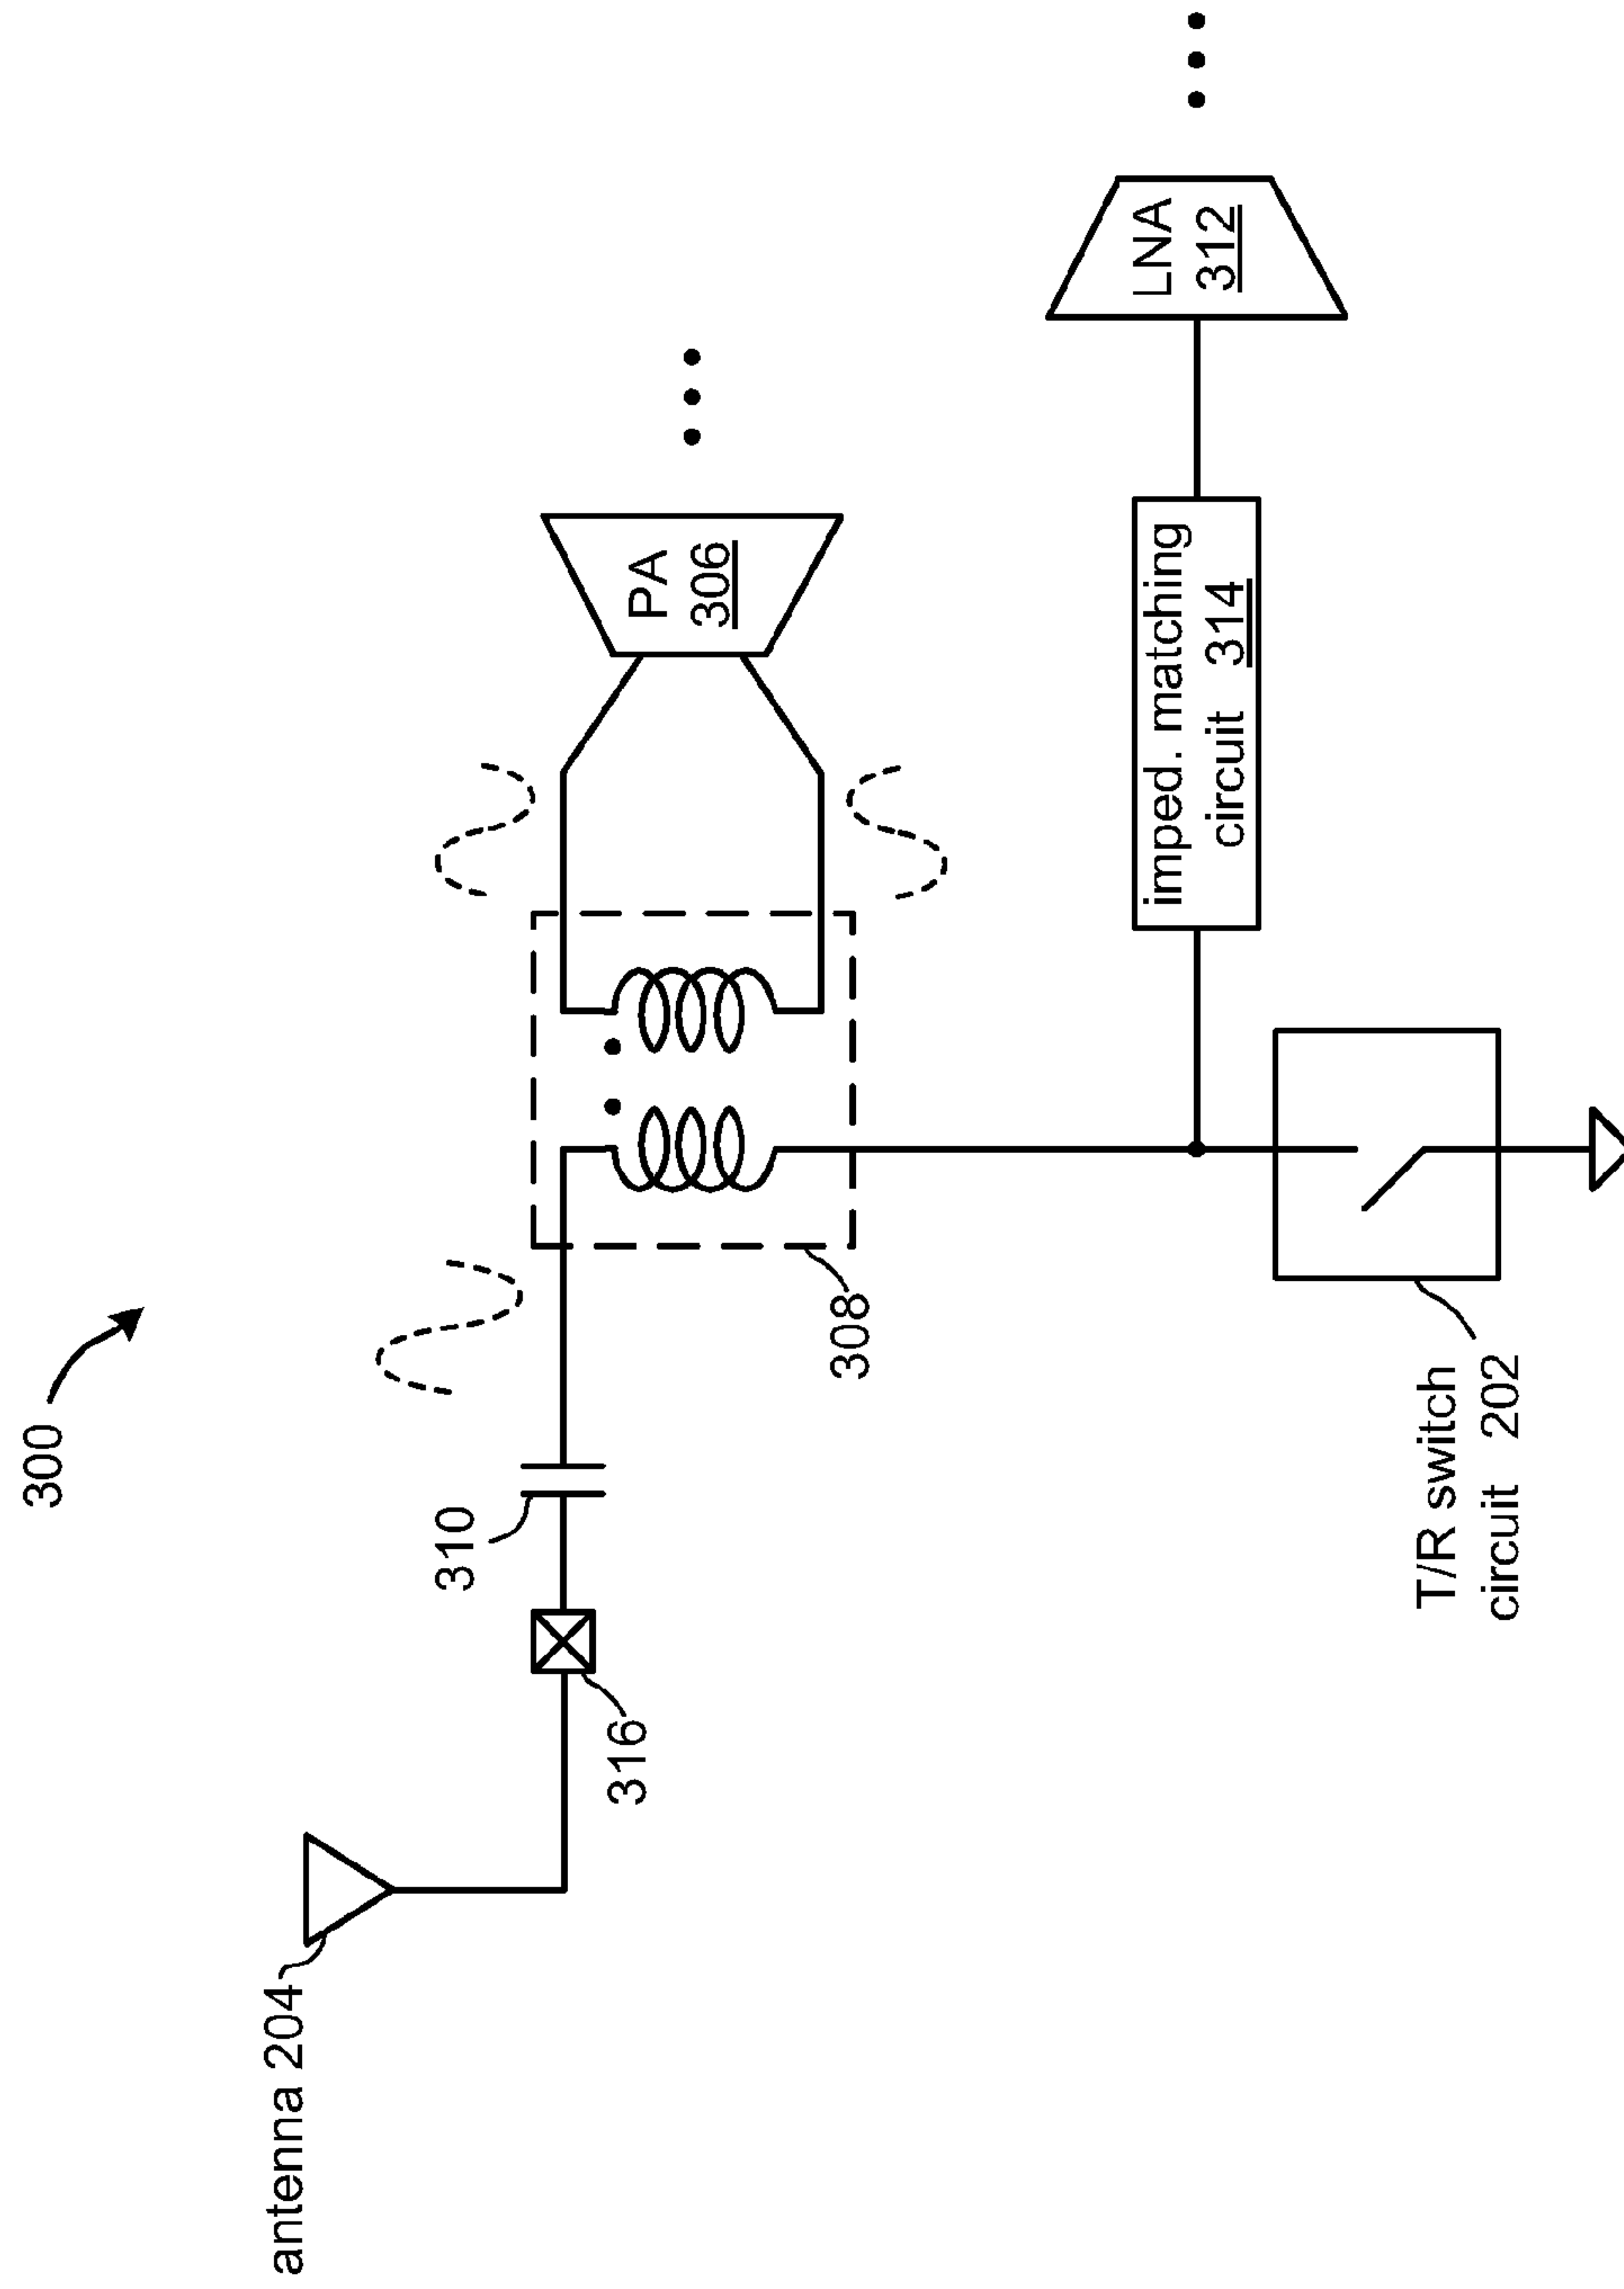 300
antenna 204
316
310
308
PA
306
LNA
312
imped. matching
circuit 314
T/R switch
circuit 202